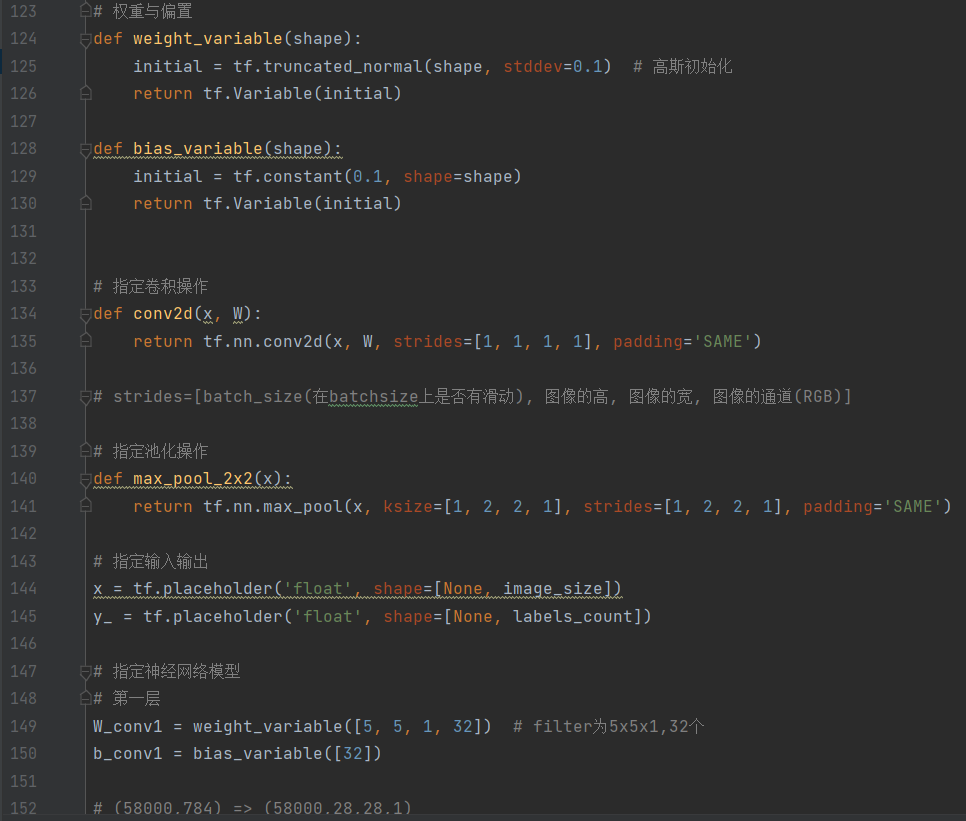 123 # 权重与偏置
124 def weight_variable(shape):
125     initial = tf.truncated_normal(shape, stddev=0.1)  # 高斯初始化
126     return tf.Variable(initial)
127
128 def bias_variable(shape):
129     initial = tf.constant(0.1, shape=shape)
130     return tf.Variable(initial)
131
132
133 # 指定卷积操作
134 def conv2d(x, W):
135     return tf.nn.conv2d(x, W, strides=[1, 1, 1, 1], padding='SAME')
136
137 # strides=[batch_size(在batchsize上是否有滑动), 图像的高, 图像的宽, 图像的通道(RGB)]
138
139 # 指定池化操作
140 def max_pool_2x2(x):
141     return tf.nn.max_pool(x, ksize=[1, 2, 2, 1], strides=[1, 2, 2, 1], padding='SAME')
142
143 # 指定输入输出
144 x = tf.placeholder('float', shape=[None, image_size])
145 y_ = tf.placeholder('float', shape=[None, labels_count])
146
147 # 指定神经网络模型
148 # 第一层
149 W_conv1 = weight_variable([5, 5, 1, 32])  # filter为5x5x1,32个
150 b_conv1 = bias_variable([32])
151
152 # (58000,784) => (58000,28,28,1)